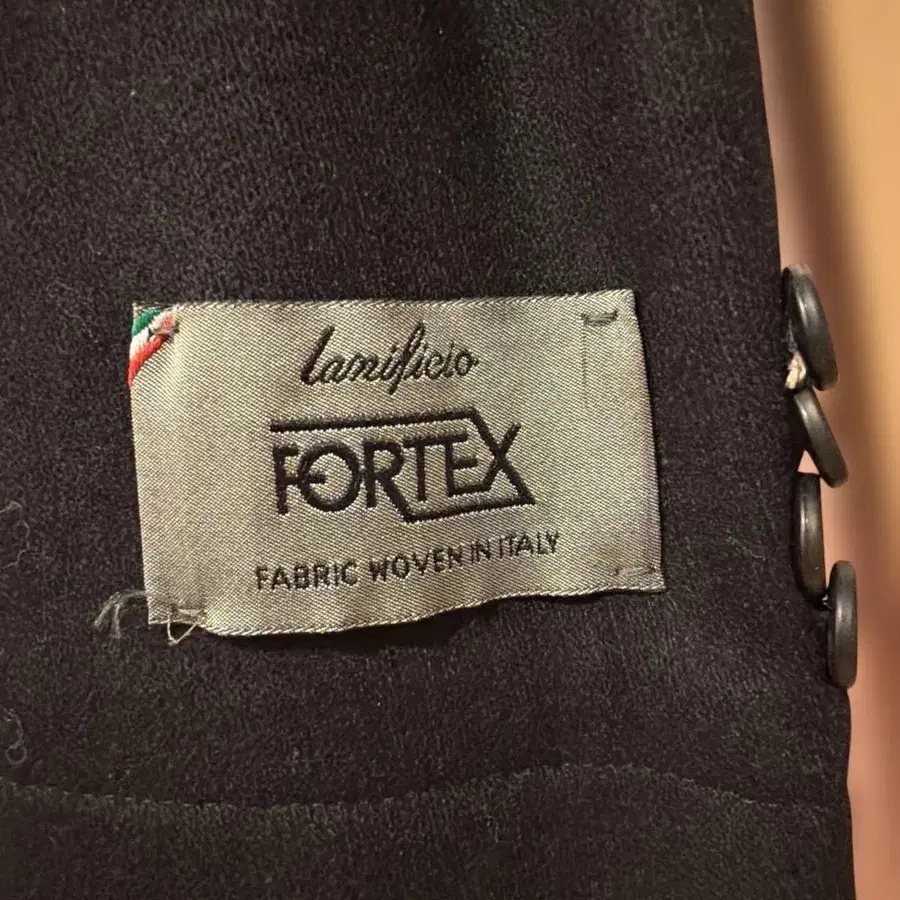 lanificio
FORTEX
FABRIC WOVEN IN ITALY